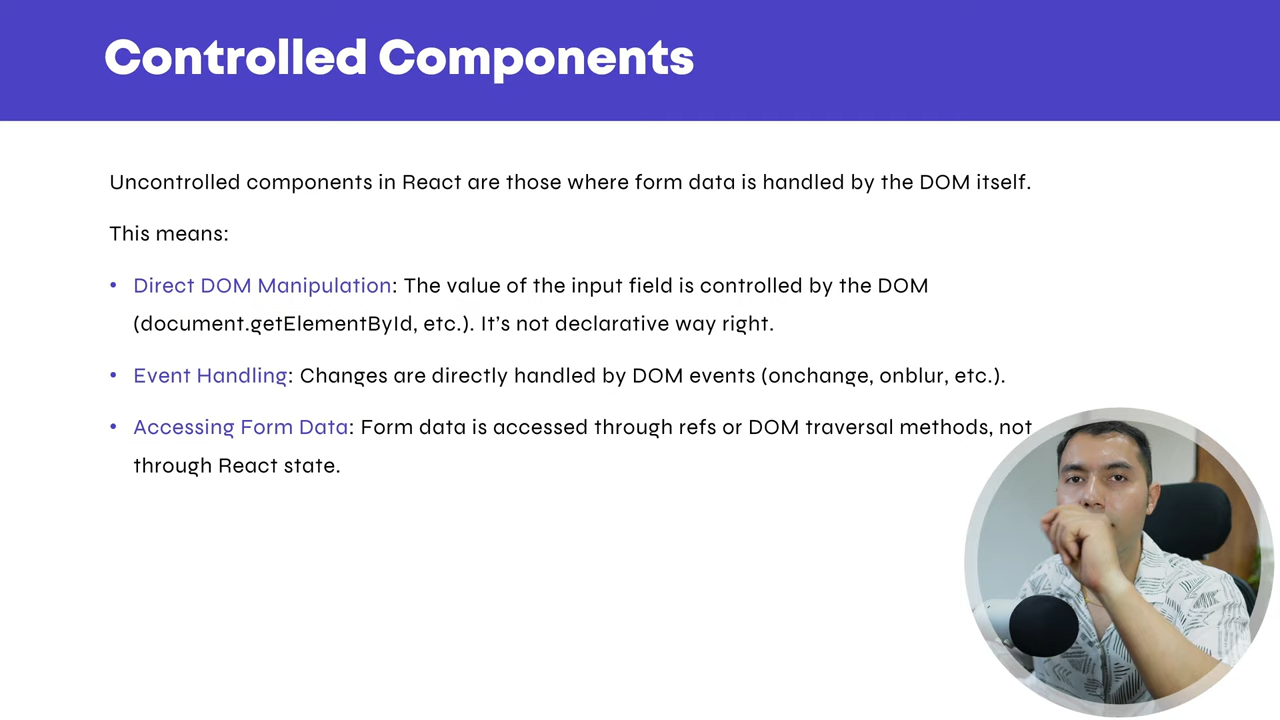 Controlled Components
Uncontrolled components in React are those where form data is handled by the DOM itself.
This means:
• Direct DOM Manipulation: The value of the input field is controlled by the DOM
(document.getElementById, etc.). It’s not declarative way right.
• Event Handling: Changes are directly handled by DOM events (onchange, onblur, etc.).
• Accessing Form Data: Form data is accessed through refs or DOM traversal methods, not
through React state.